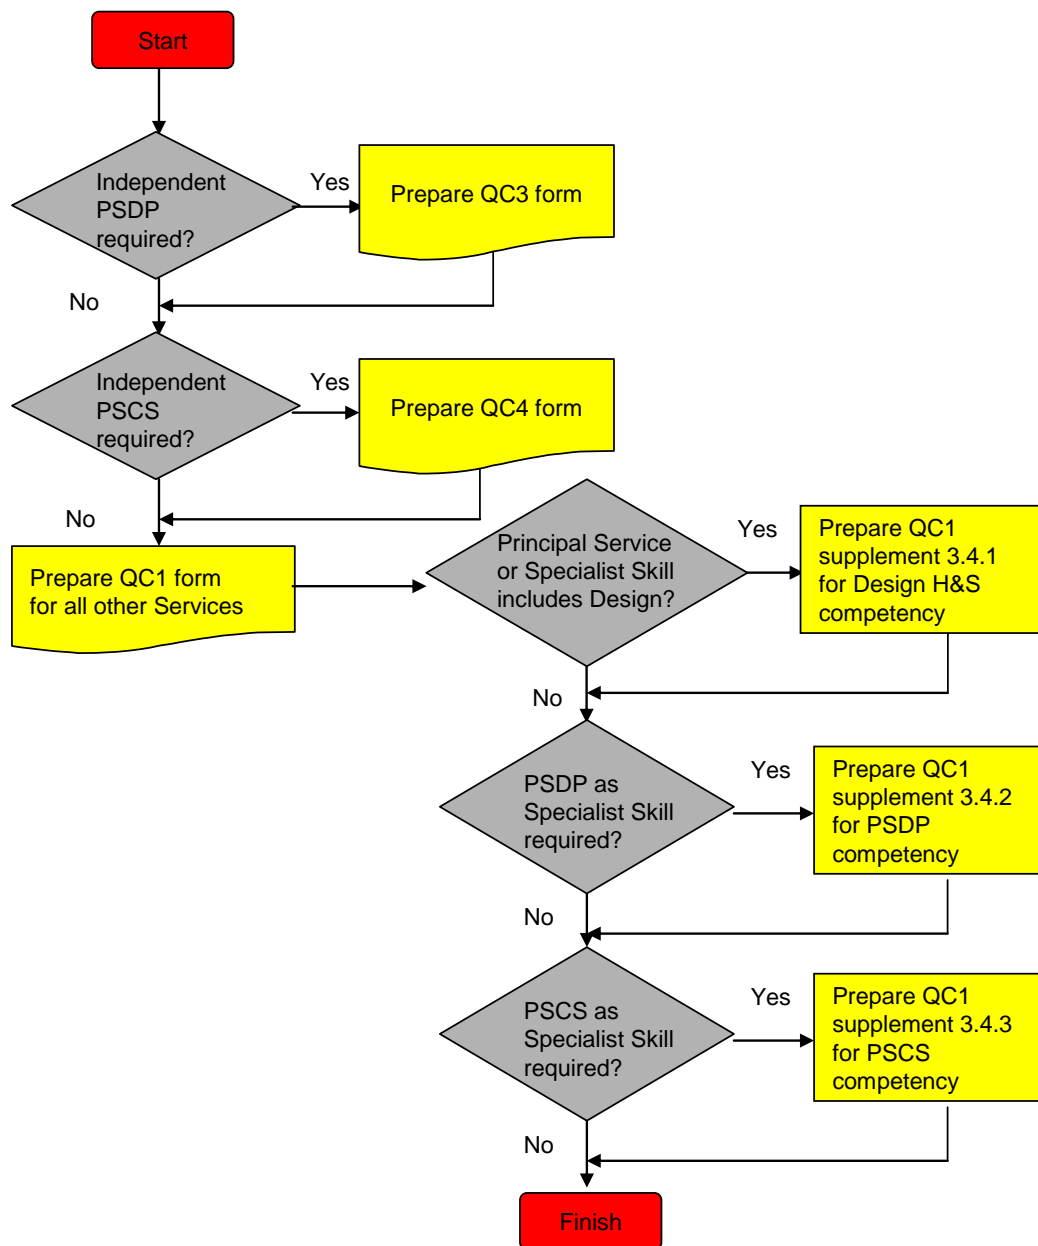 Start
Independent
PSDP
required?
Yes
Prepare QC3 form
No
Independent
PSCS
required?
Yes
Prepare QC4 form
No
Prepare QC1 form
for all other Services
Principal Service
or Specialist Skill
includes Design?
Yes
Prepare QC1
supplement 3.4.1
for Design H&S
competency
No
PSDP as
Specialist Skill
required?
Yes
Prepare QC1
supplement 3.4.2
for PSDP
competency
No
PSCS as
Specialist Skill
required?
Yes
Prepare QC1
supplement 3.4.3
for PSCS
competency
No
Finish